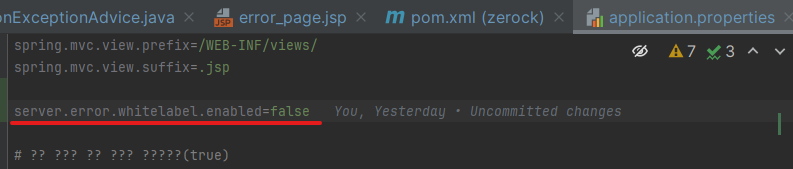 onExceptionAdvice.java
error_page.jsp
pom.xml (zerock)
application.properties
spring.mvc.view.prefix=/WEB-INF/views/
7
3
spring.mvc.view.suffix=.jsp
server.error.whitelabel.enabled=false
You, Yesterday • Uncommitted changes
# ?? ??? ?? ??? ?????(true)